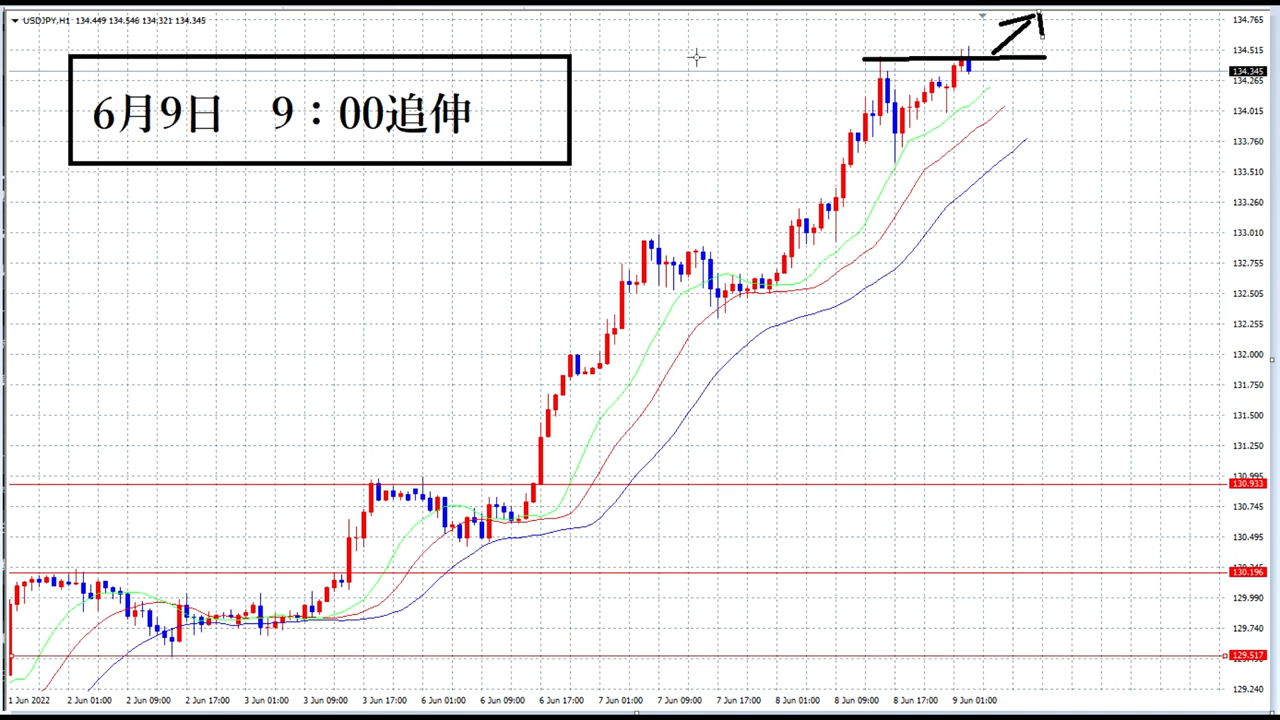 USDJPY,H1 134.449 134.546 134.321 134.345
6月9日 9：00追伸
134.765
134.515
134.345
134.265
134.015
133.760
133.510
133.260
133.010
132.755
132.505
132.255
132.000
131.750
131.500
131.250
130.995
130.933
130.745
130.495
130.196
129.990
129.740
129.517
129.240
1 Jun 2022
2 Jun 01:00
2 Jun 09:00
2 Jun 17:00
3 Jun 01:00
3 Jun 09:00
3 Jun 17:00
6 Jun 01:00
6 Jun 09:00
6 Jun 17:00
7 Jun 01:00
7 Jun 09:00
7 Jun 17:00
8 Jun 01:00
8 Jun 09:00
8 Jun 17:00
9 Jun 01:00